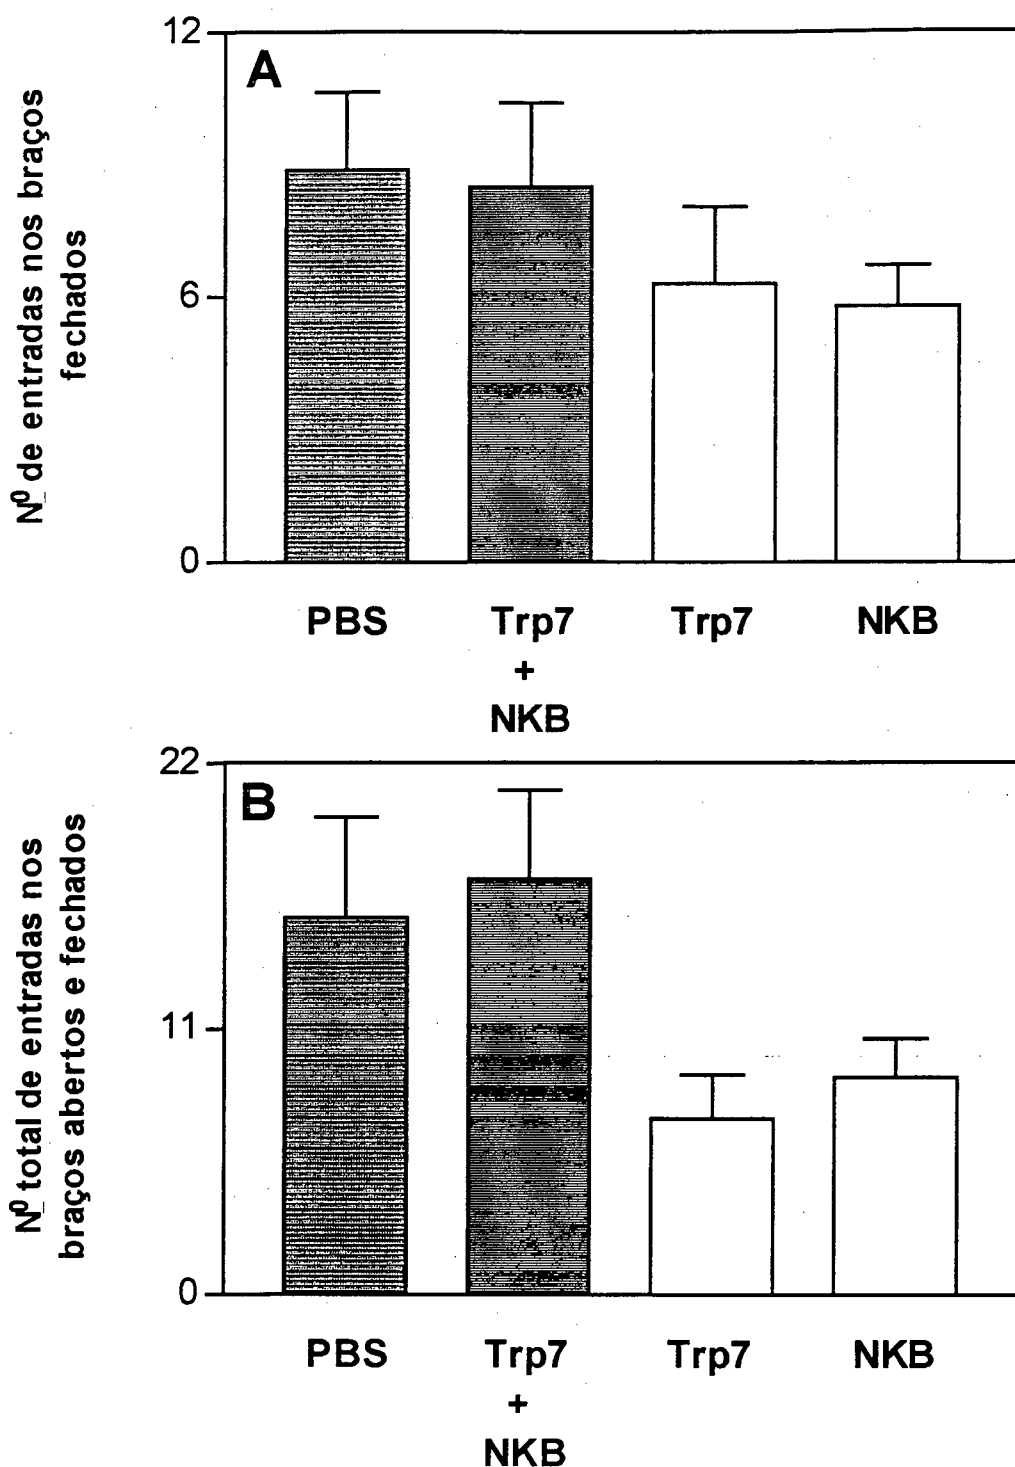 12
A
Nº de entradas nos braços
fechados
6
0
PBS
Trp7
+
NKB
Trp7
NKB
22
B
Nº total de entradas nos
braços abertos e fechados
11
0
PBS
Trp7
+
NKB
Trp7
NKB